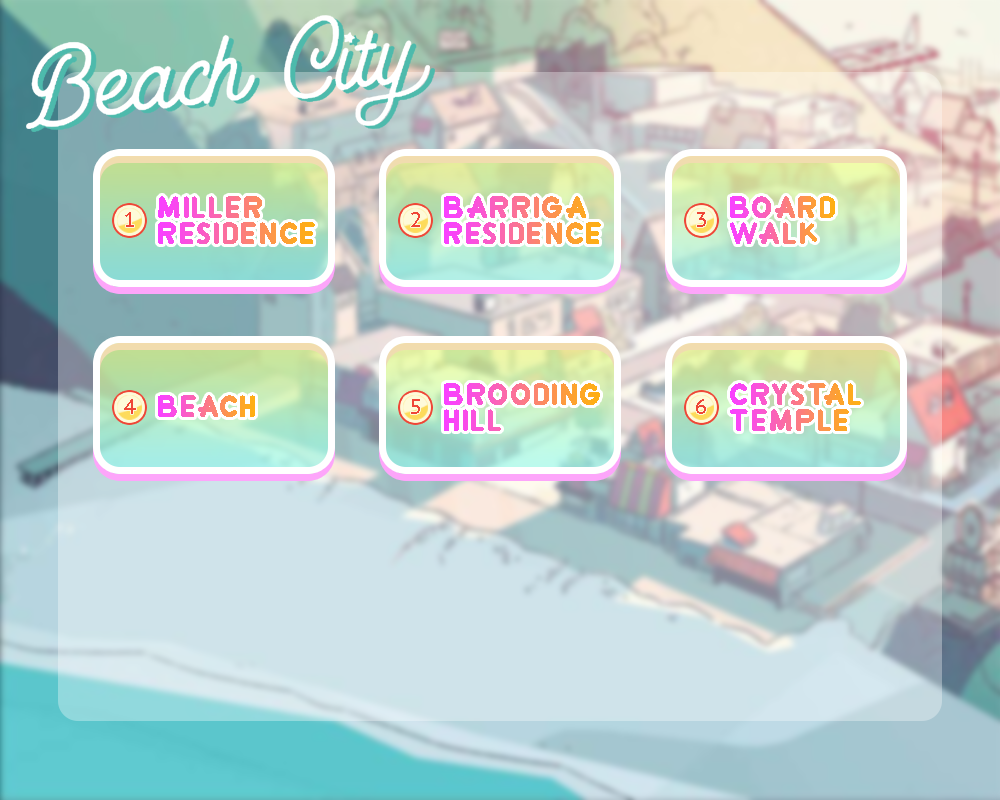 Beach City
1 MILLER
RESIDENCE
2 BARRIGA
RESIDENCE
3 BOARD
WALK
4 BEACH
5 BROODING
HILL
6 CRYSTAL
TEMPLE